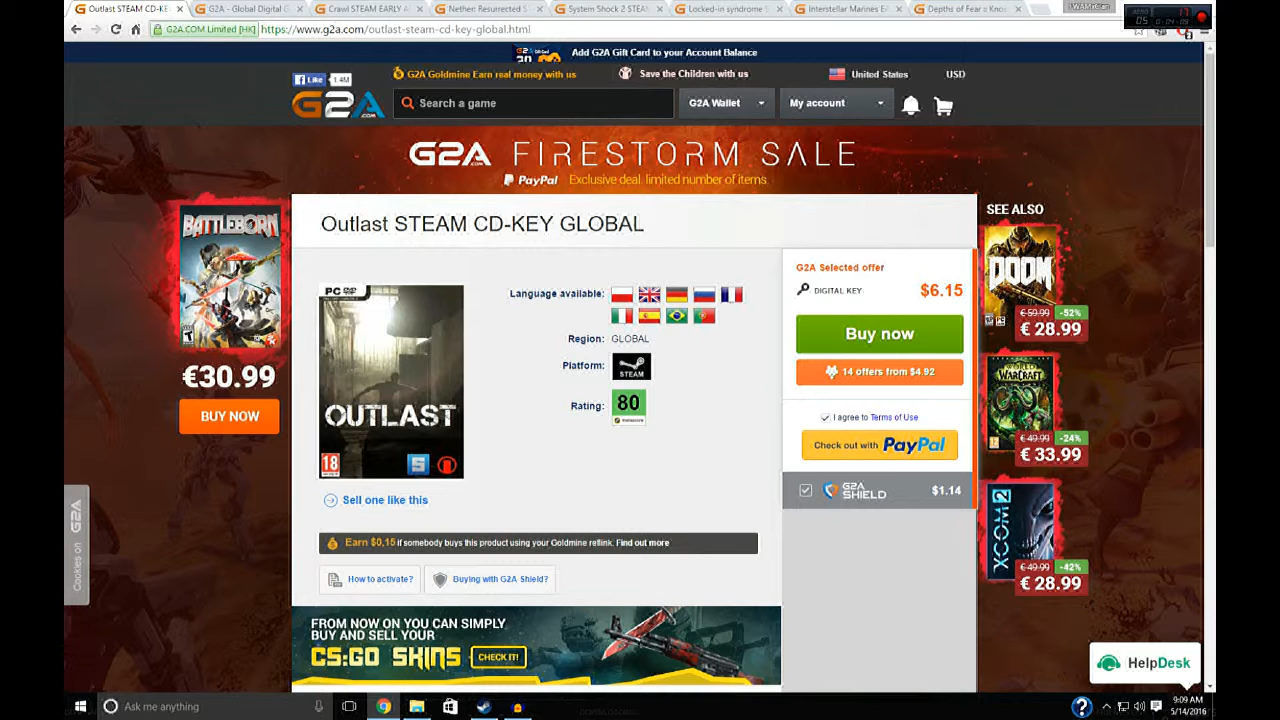 Outlast STEAM CD-KE
G2A - Global Digital G
Crawl STEAM EARLY A
Nether: Resurrected S
System Shock 2 STEAM
Locked-in syndrome
Interstellar Marines EA
Depths of Fear :: Know
G2A.COM Limited [HK]
https://www.g2a.com/outlast-steam-cd-key-global.html
Add G2A Gift Card to your Account Balance
Like
1.4M
G2A Goldmine Earn real money with us
Save the Children with us
United States
USD
G2A
.COM
Search a game
G2A Wallet
My account
G2A FIRESTORM SALE
PayPal Exclusive deal. limited number of items.
BATTLEBORN
€30.99
BUY NOW
Outlast STEAM CD-KEY GLOBAL
PC DVD
OUTLAST
18
Language available:
Region: GLOBAL
Platform: STEAM
Rating: 80
Sell one like this
Earn $0,15 if somebody buys this product using your Goldmine reflink. Find out more
How to activate?
Buying with G2A Shield?
FROM NOW ON YOU CAN SIMPLY
BUY AND SELL YOUR
CS:GO SKINS CHECK IT!
G2A Selected offer
DIGITAL KEY $6.15
Buy now
14 offers from $4.92
I agree to Terms of Use
Check out with PayPal
G2A SHIELD $1.14
SEE ALSO
DOOM
€ 59.99 -52%
€ 28.99
WARCRAFT
€ 49.99 -24%
€ 33.99
XCOM 2
€ 49.99 -42%
€ 28.99
Cookies on G2A
HelpDesk
Ask me anything
9:09 AM
5/14/2016